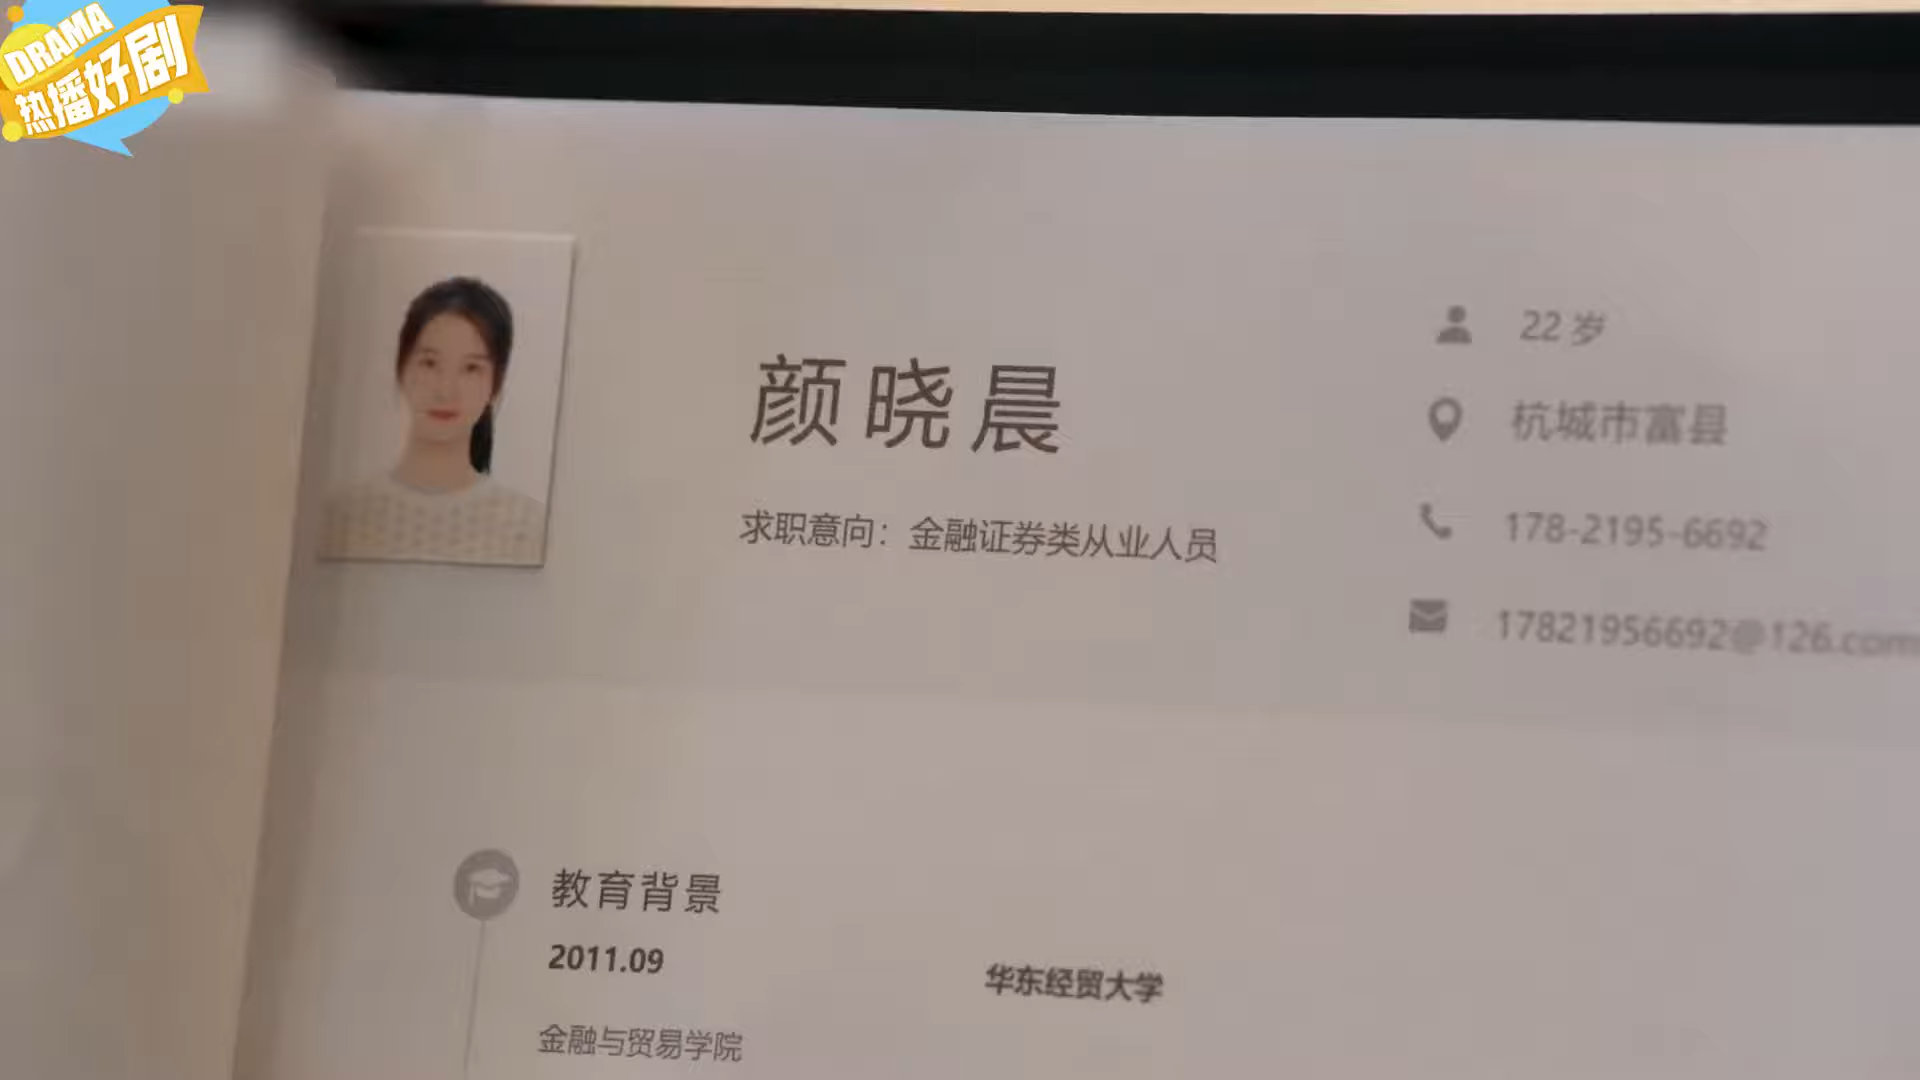 DRAMA
热播好剧
颜晓晨
求职意向：金融证券类从业人员
22岁
杭城市富县
178-2195-6692
17821956692@126.com
教育背景
2011.09
华东经贸大学
金融与贸易学院